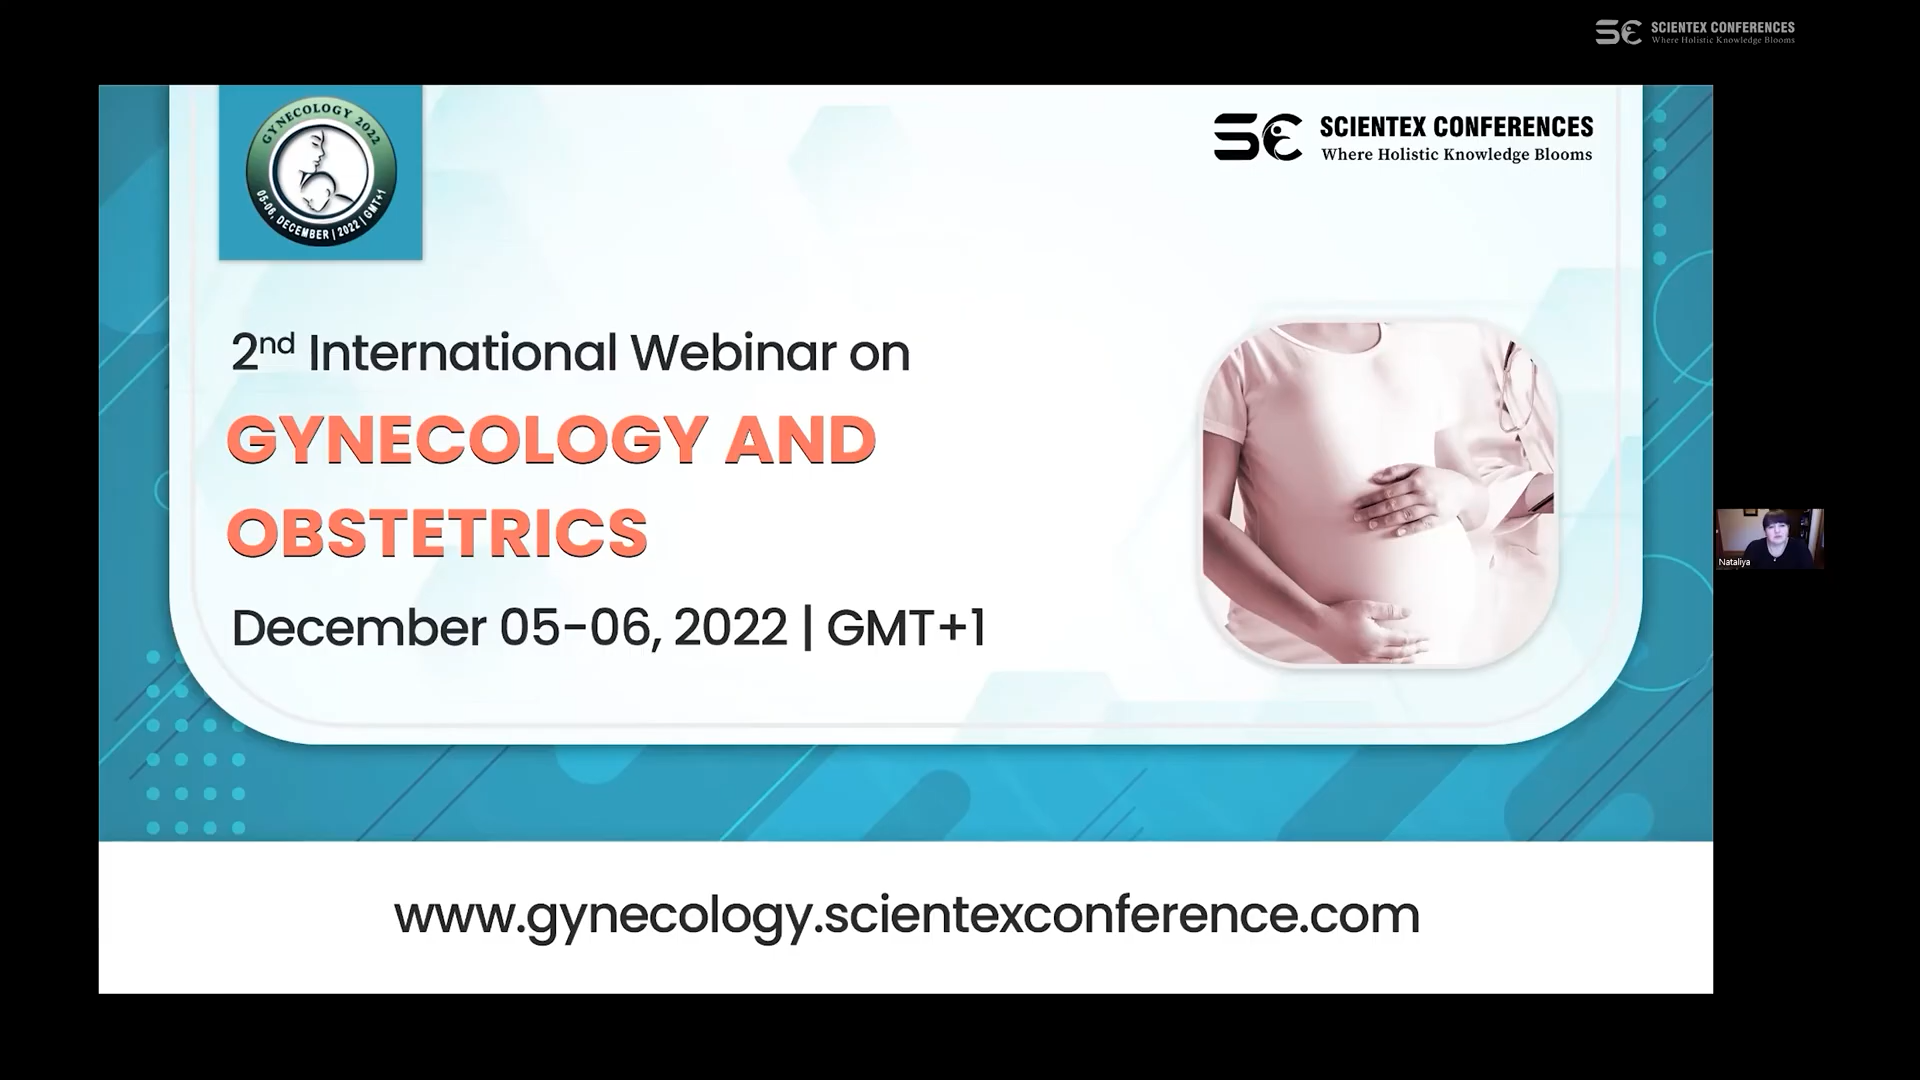 SCIENTEX CONFERENCES
Where Holistic Knowledge Blooms
GYNECOLOGY 2022
05-06, DECEMBER | 2022 | GMT+1
SCIENTEX CONFERENCES
Where Holistic Knowledge Blooms
2nd International Webinar on
GYNECOLOGY AND
OBSTETRICS
December 05-06, 2022 | GMT+1
Nataliya
www.gynecology.scientexconference.com